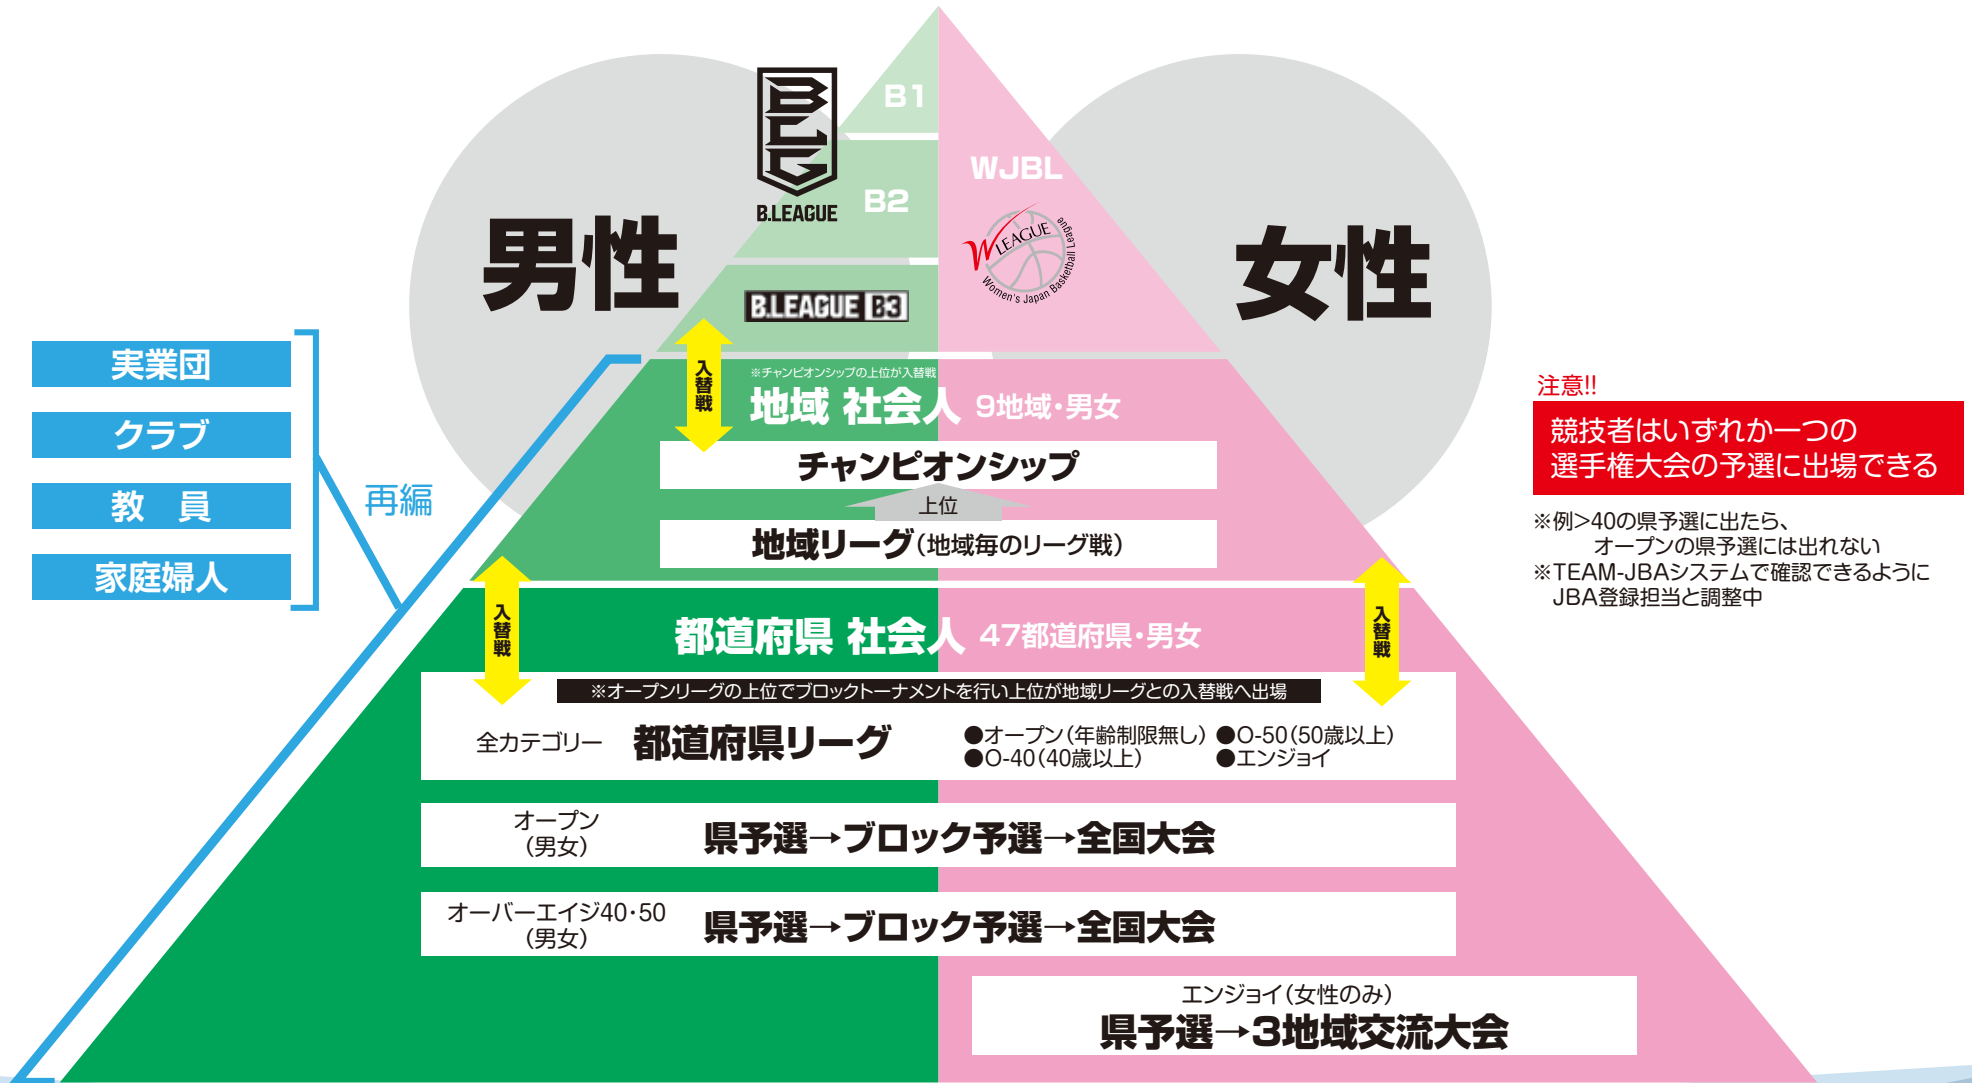 BLG
B.LEAGUE
B1
B2
WJBL
W LEAGUE
Women's Japan Basketball League
男性
女性
B.LEAGUE B3
入替戦
実業団
クラブ
教　員
家庭婦人
再編
※チャンピオンシップの上位が入替戦
地域 社会人 9地域・男女
チャンピオンシップ
上位
地域リーグ(地域毎のリーグ戦)
注意!!
競技者はいずれか一つの
選手権大会の予選に出場できる
※例>40の県予選に出たら、
オープンの県予選には出れない
※TEAM-JBAシステムで確認できるように
JBA登録担当と調整中
入替戦
入替戦
都道府県 社会人 47都道府県・男女
※オープンリーグの上位でブロックトーナメントを行い上位が地域リーグとの入替戦へ出場
全カテゴリー 都道府県リーグ
●オープン(年齢制限無し) ●O-50(50歳以上)
●O-40(40歳以上) ●エンジョイ
オープン
(男女)
県予選→ブロック予選→全国大会
オーバーエイジ40・50
(男女)
県予選→ブロック予選→全国大会
エンジョイ(女性のみ)
県予選→3地域交流大会